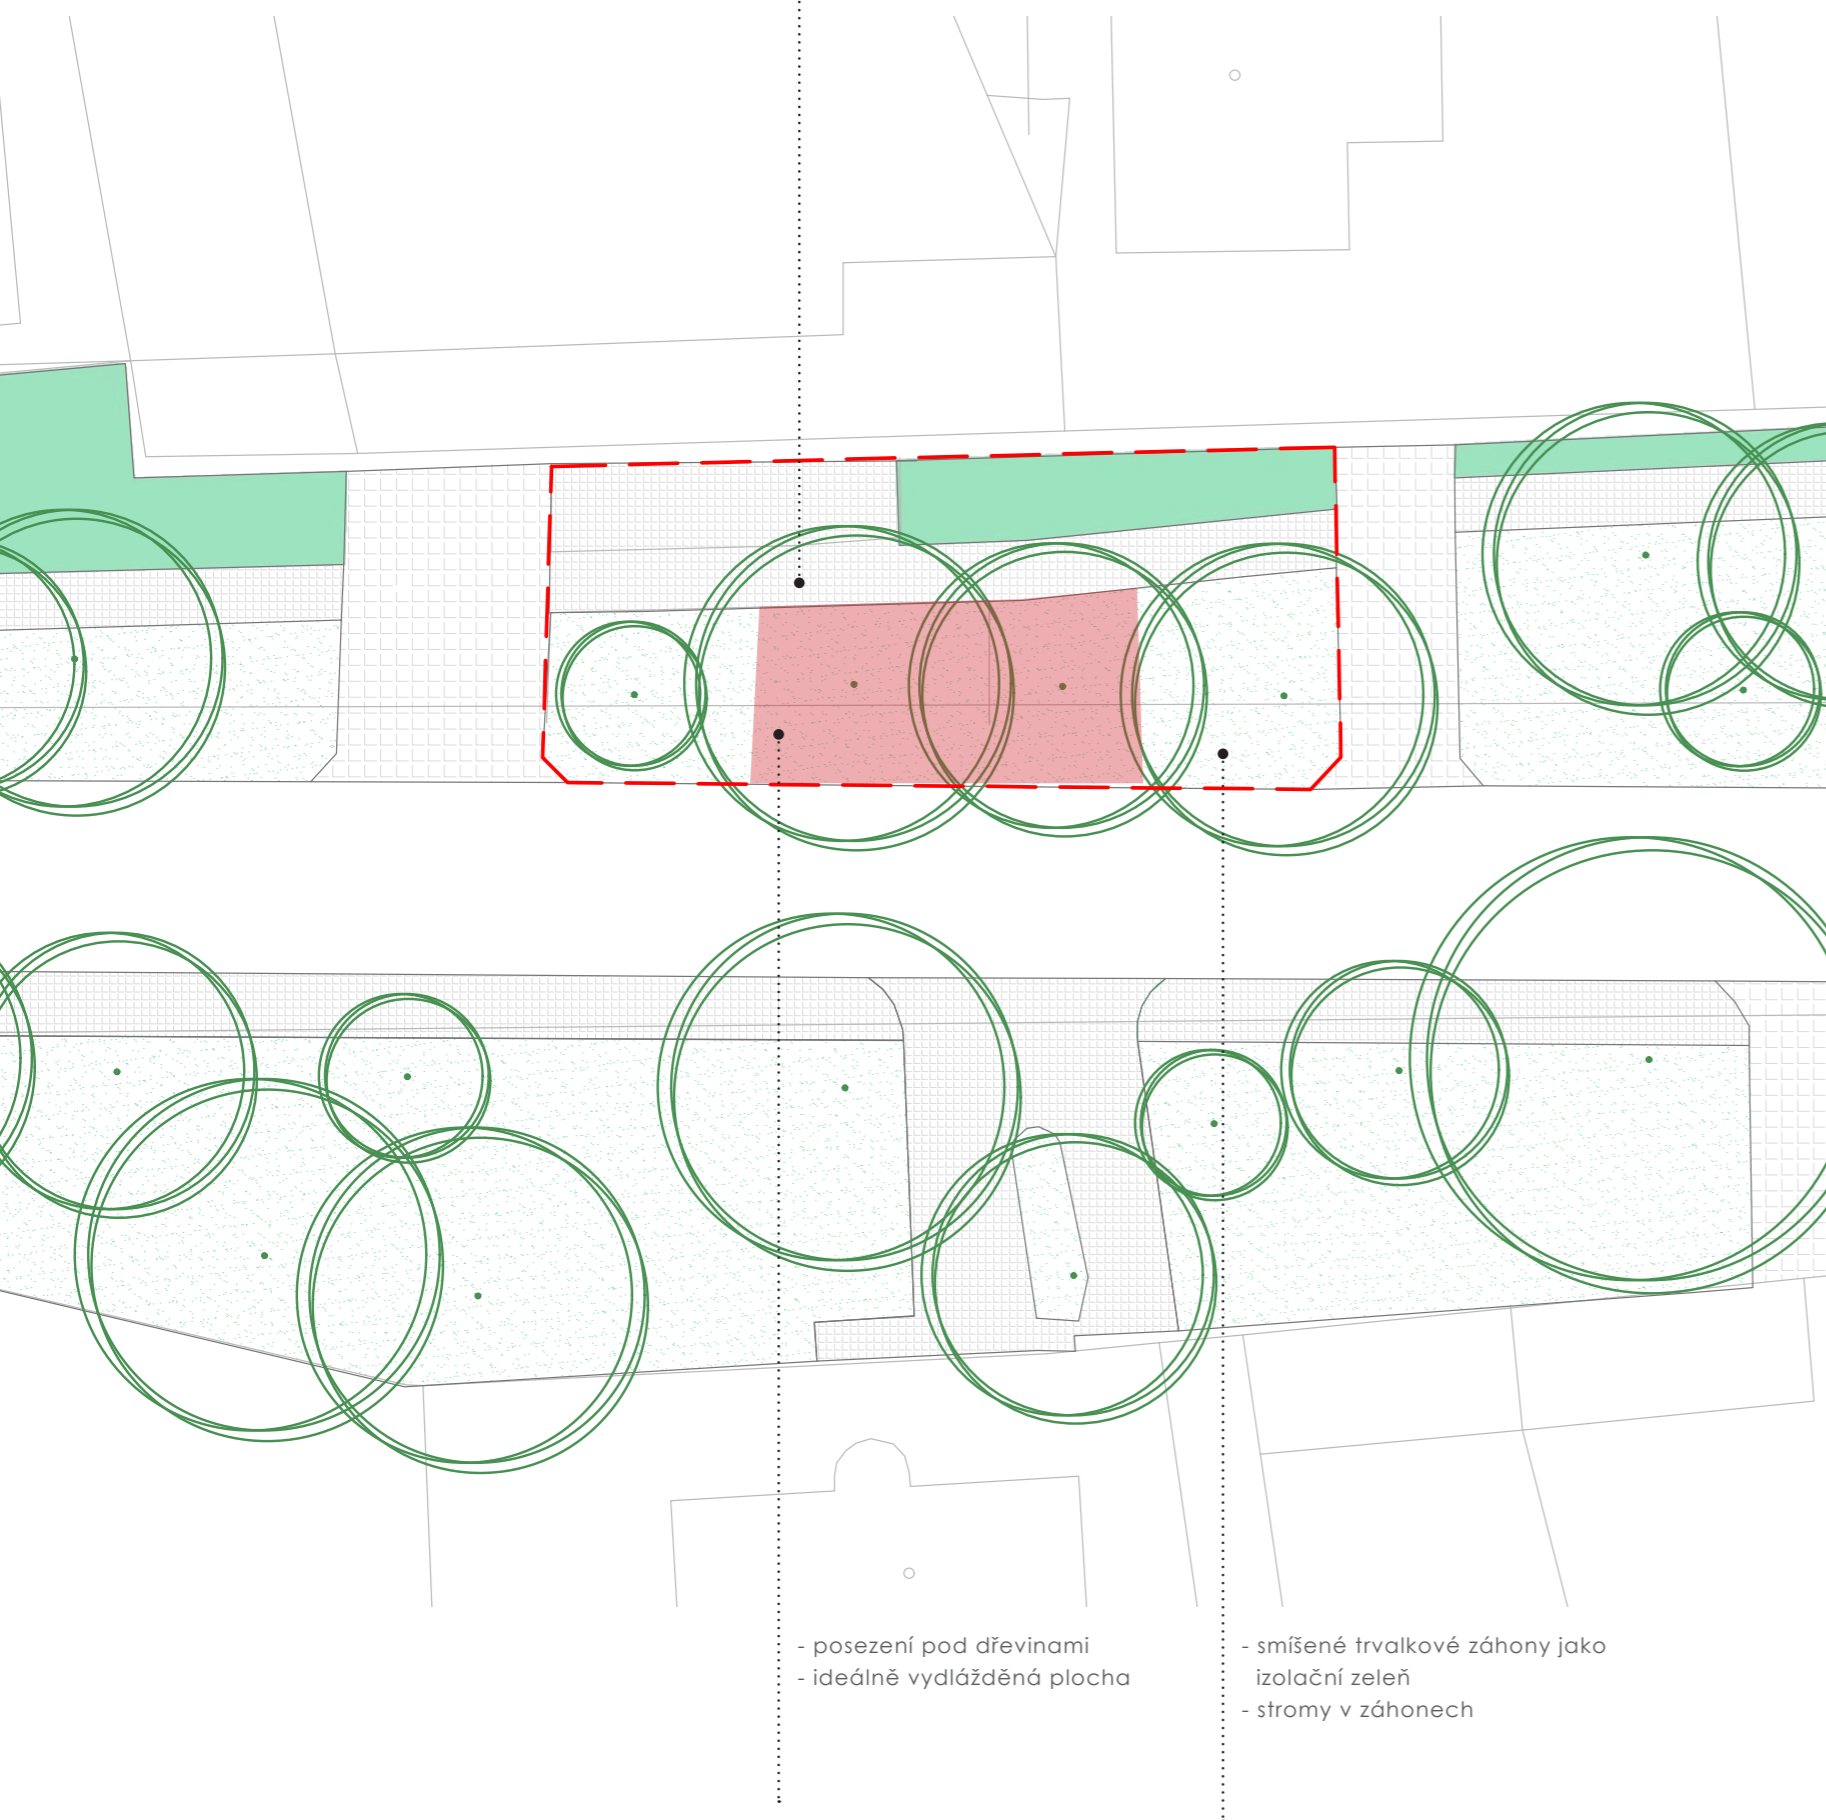 - posezení pod dřevinami
- ideálně vydlážděná plocha
- smíšené trvalkové záhony jako
izolační zeleň
- stromy v záhonech